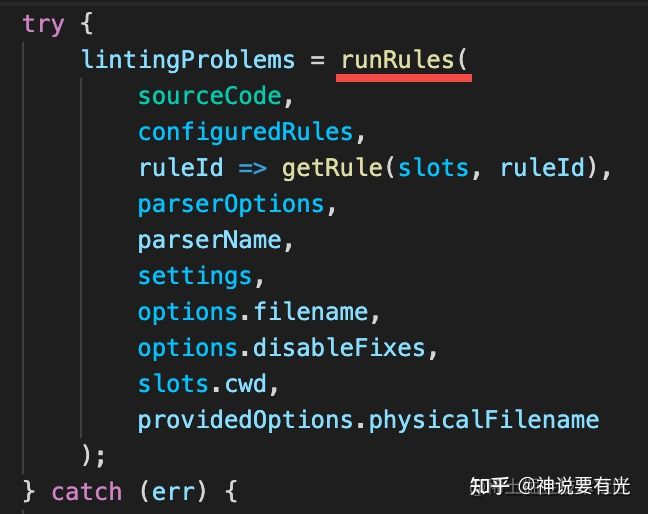 try {
    lintingProblems = runRules(
        sourceCode,
        configuredRules,
        ruleId => getRule(slots, ruleId),
        parserOptions,
        parserName,
        settings,
        options.filename,
        options.disableFixes,
        slots.cwd,
        providedOptions.physicalFilename
    );
} catch (err) {
知乎 @神说要有光